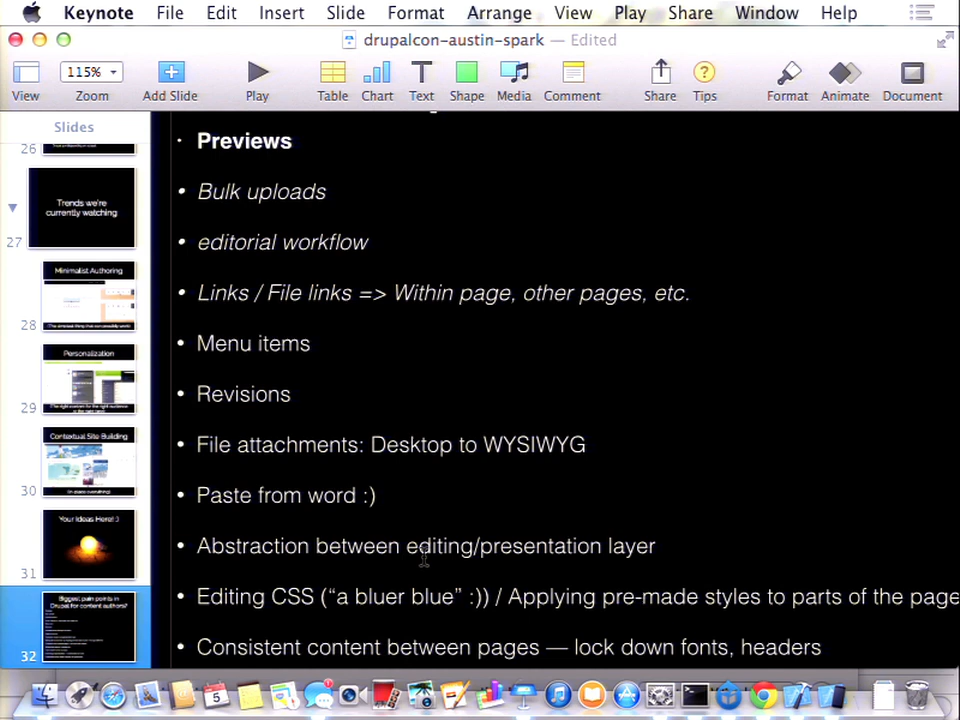 Keynote File Edit Insert Slide Format Arrange View Play Share Window Help
drupalcon-austin-spark — Edited
115%
View Zoom Add Slide Play Table Chart Text Shape Media Comment Share Tips Format Animate Document
Slides
26
Trends we're
currently watching
27
Minimalist Authoring
28
Personalization
29
Contextual Site Building
30
Your Ideas Here! :)
31
Biggest pain points in
Drupal for content authors?
32
• Previews
• Bulk uploads
• editorial workflow
• Links / File links => Within page, other pages, etc.
• Menu items
• Revisions
• File attachments: Desktop to WYSIWYG
• Paste from word :)
• Abstraction between editing/presentation layer
• Editing CSS (“a bluer blue” :)) / Applying pre-made styles to parts of the page
• Consistent content between pages — lock down fonts, headers
5